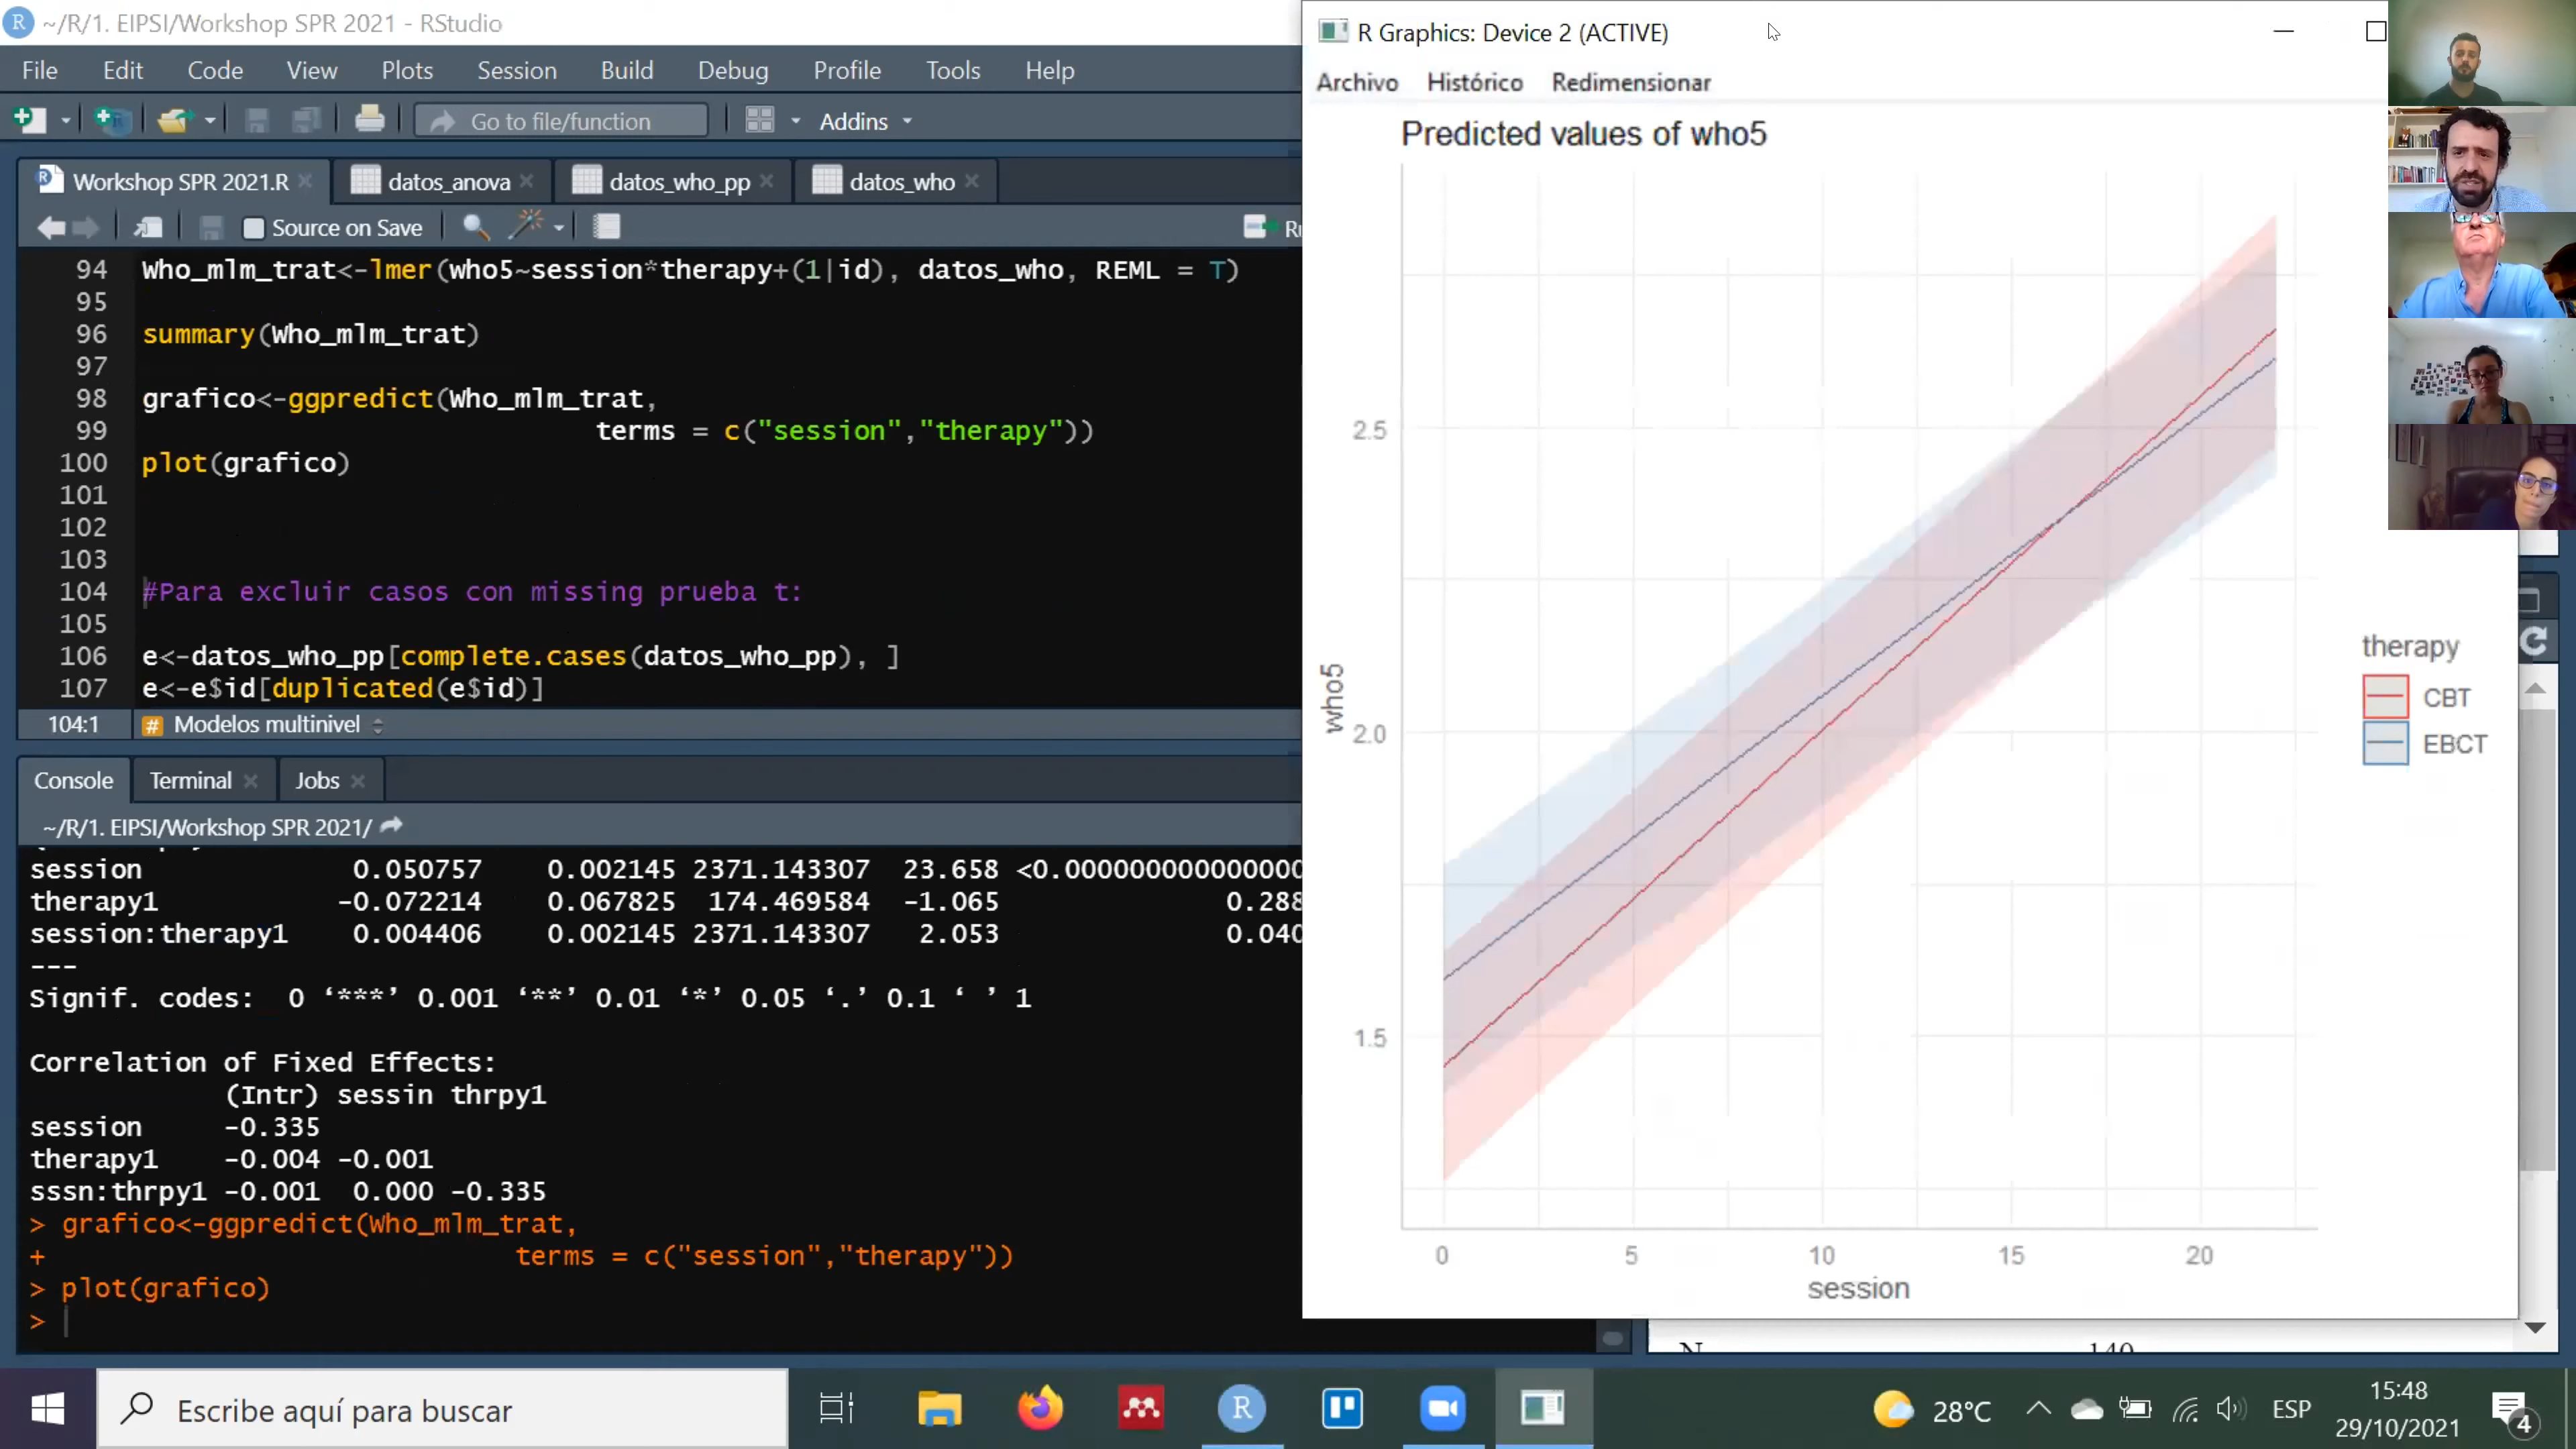 ~/R/1. EIPSI/Workshop SPR 2021 - RStudio
File Edit Code View Plots Session Build Debug Profile Tools Help
Go to file/function Addins
Workshop SPR 2021.R datos_anova datos_who_pp datos_who
Source on Save
94 Who_mlm_trat<-lmer(who5~session*therapy+(1|id), datos_who, REML = T)
95
96 summary(Who_mlm_trat)
97
98 grafico<-ggpredict(Who_mlm_trat,
99 terms = c("session","therapy"))
100 plot(grafico)
101
102
103
104 #Para excluir casos con missing prueba t:
105
106 e<-datos_who_pp[complete.cases(datos_who_pp), ]
107 e<-e$id[duplicated(e$id)]
104:1 # Modelos multinivel
Console Terminal Jobs
~/R/1. EIPSI/Workshop SPR 2021/
session 0.050757 0.002145 2371.143307 23.658 <0.0000000000000000
therapy1 -0.072214 0.067825 174.469584 -1.065 0.288
session:therapy1 0.004406 0.002145 2371.143307 2.053 0.040
---
Signif. codes: 0 ‘***’ 0.001 ‘**’ 0.01 ‘*’ 0.05 ‘.’ 0.1 ‘ ’ 1
Correlation of Fixed Effects:
(Intr) sessin thrpy1
session -0.335
therapy1 -0.004 -0.001
sssn:thrpy1 -0.001 0.000 -0.335
> grafico<-ggpredict(Who_mlm_trat,
+ terms = c("session","therapy"))
> plot(grafico)
>
R Graphics: Device 2 (ACTIVE)
Archivo Histórico Redimensionar
Predicted values of who5
2.5
2.0
1.5
who5
0 5 10 15 20
session
therapy
CBT
EBCT
Escribe aquí para buscar
28°C
ESP
15:48
29/10/2021
4